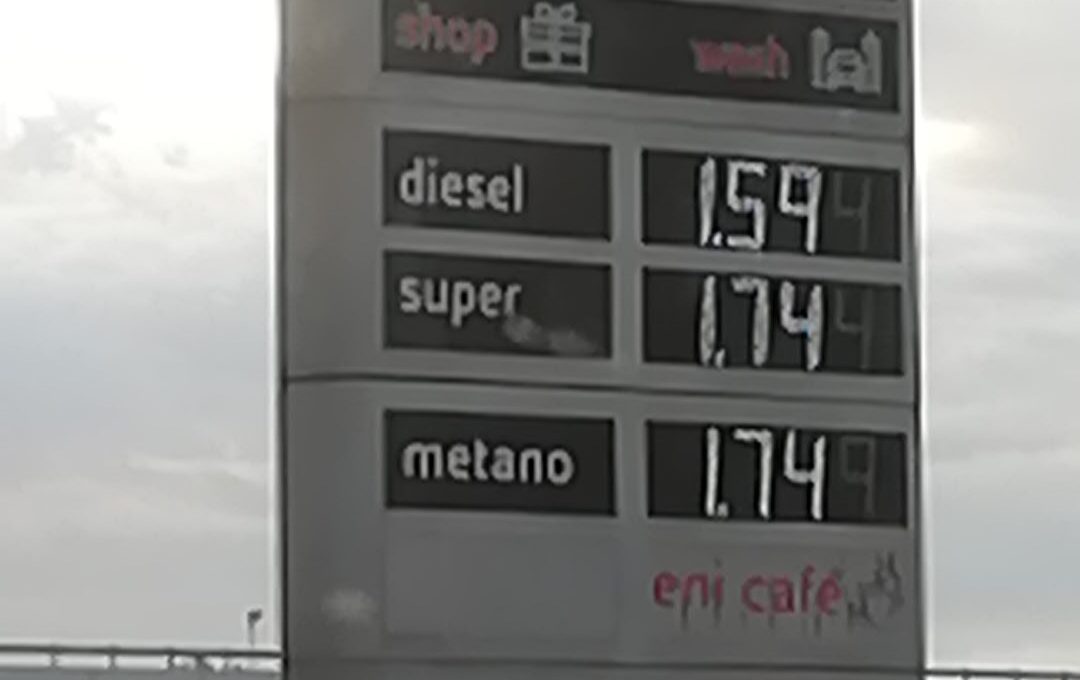 shop wash
diesel 1.594
super 1.744
metano 1.749
eni café